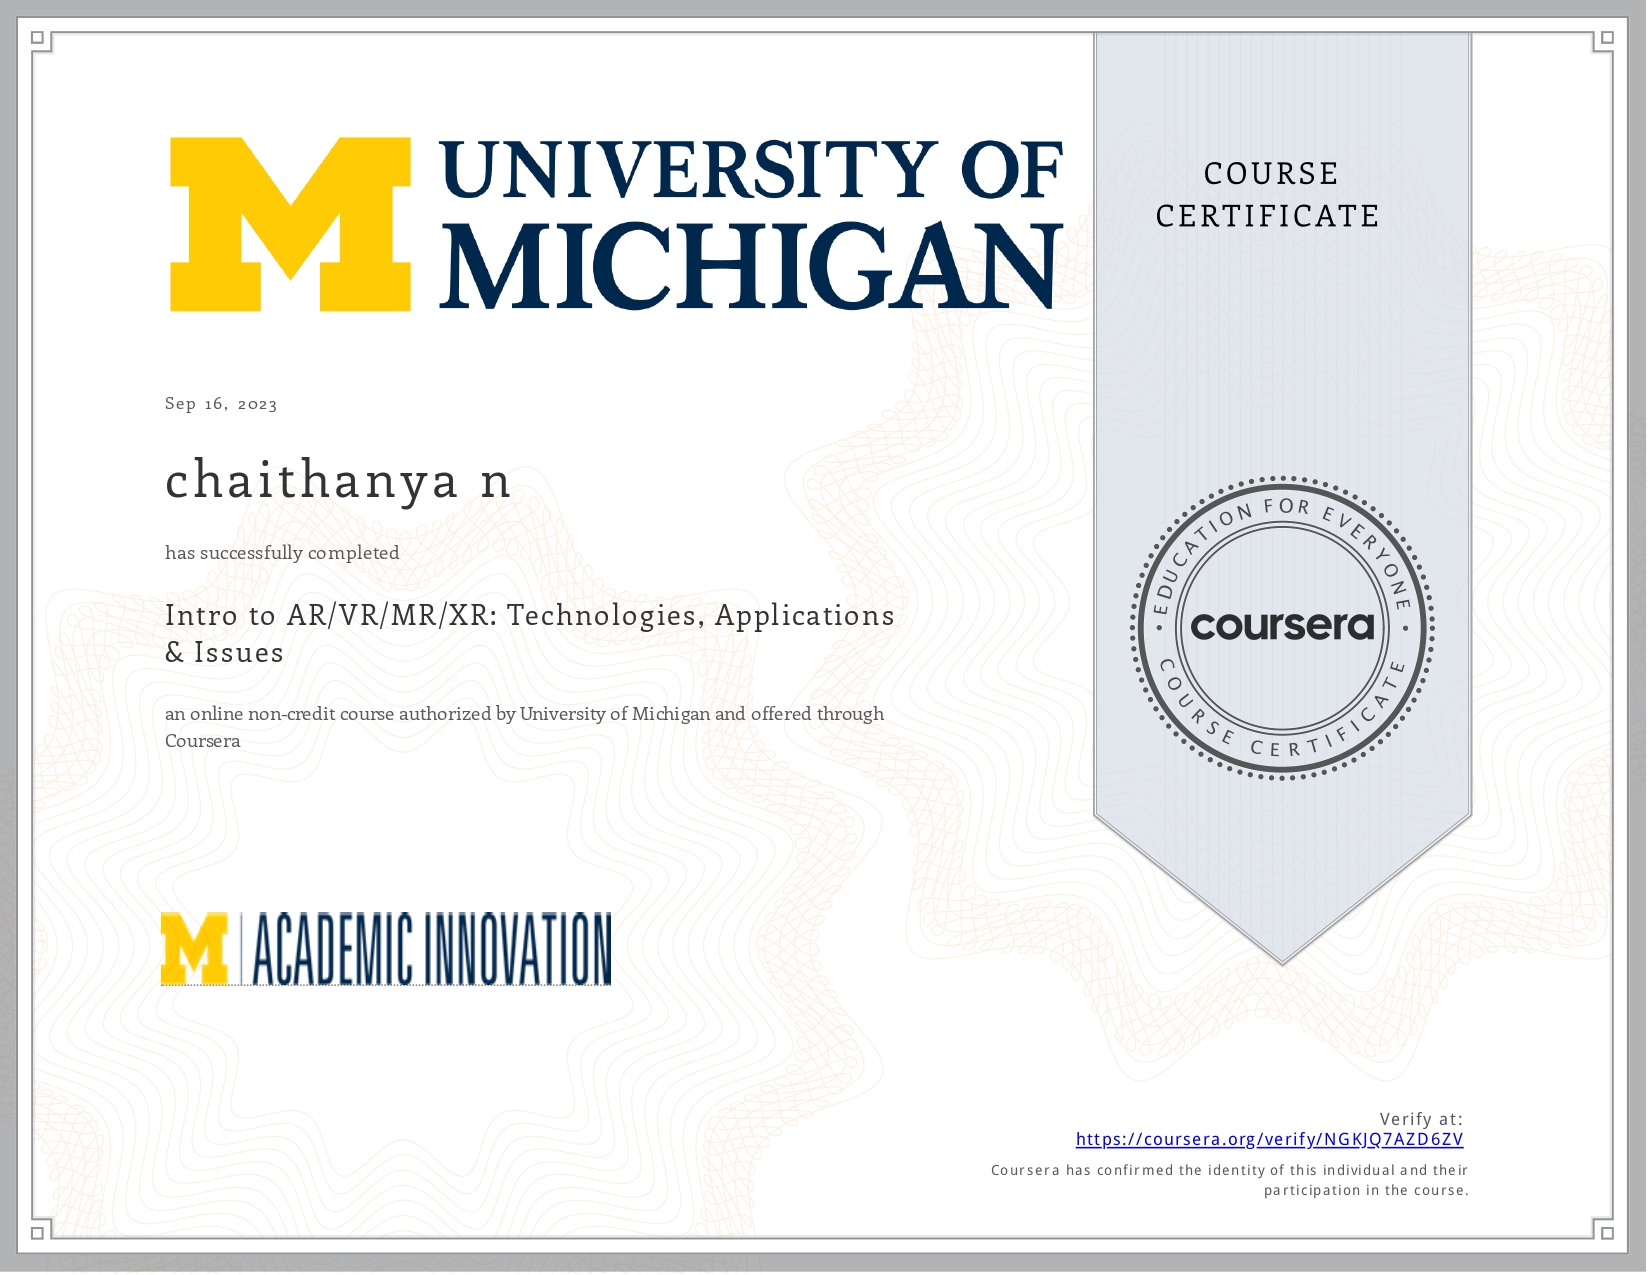 UNIVERSITY OF
MICHIGAN
COURSE
CERTIFICATE
Sep 16, 2023
chaithanya n
has successfully completed
Intro to AR/VR/MR/XR: Technologies, Applications
& Issues
an online non-credit course authorized by University of Michigan and offered through
Coursera
EDUCATION FOR EVERYONE
coursera
COURSE CERTIFICATE
M | ACADEMIC INNOVATION
Verify at:
https://coursera.org/verify/NGKJQ7AZD6ZV
Coursera has confirmed the identity of this individual and their
participation in the course.